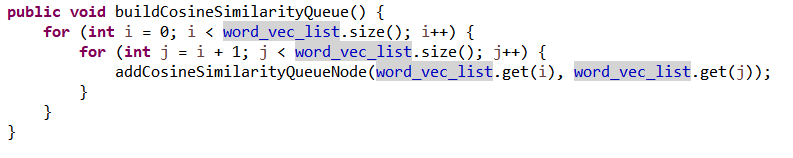 public void buildCosineSimilarityQueue() {
    for (int i = 0; i < word_vec_list.size(); i++) {
        for (int j = i + 1; j < word_vec_list.size(); j++) {
            addCosineSimilarityQueueNode(word_vec_list.get(i), word_vec_list.get(j));
        }
    }
}